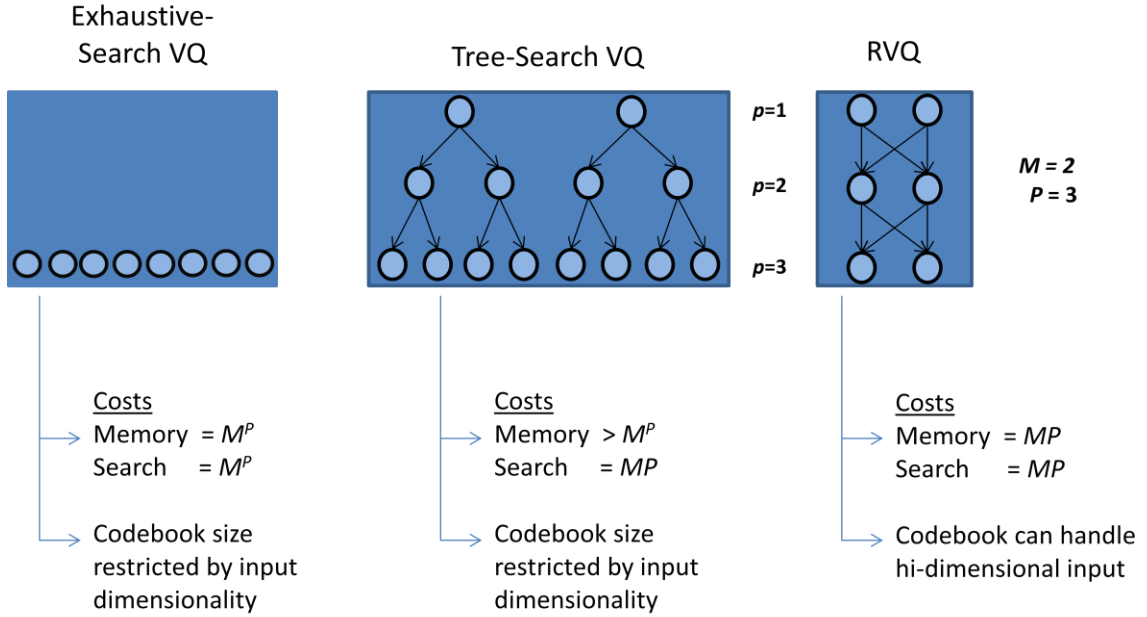 Exhaustive-
Search VQ
Tree-Search VQ
RVQ
p=1
p=2
p=3
M = 2
P = 3
Costs
Memory = M^P
Search = M^P
Codebook size
restricted by input
dimensionality
Costs
Memory > M^P
Search = MP
Codebook size
restricted by input
dimensionality
Costs
Memory = MP
Search = MP
Codebook can handle
hi-dimensional input